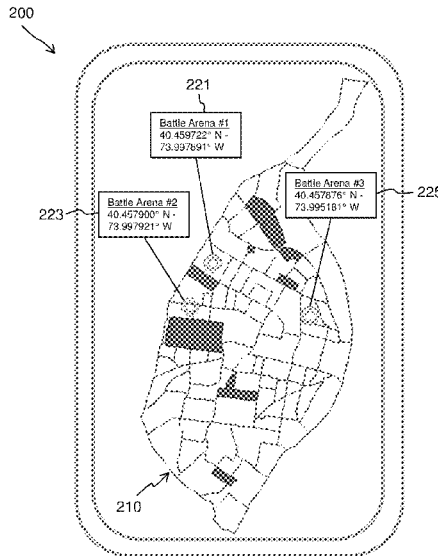 200
221
Battle Arena #1
40.459722° N -
73.997891° W
Battle Arena #2
40.457900° N -
73.997921° W
223
Battle Arena #3
40.457876° N -
73.995181° W
225
210